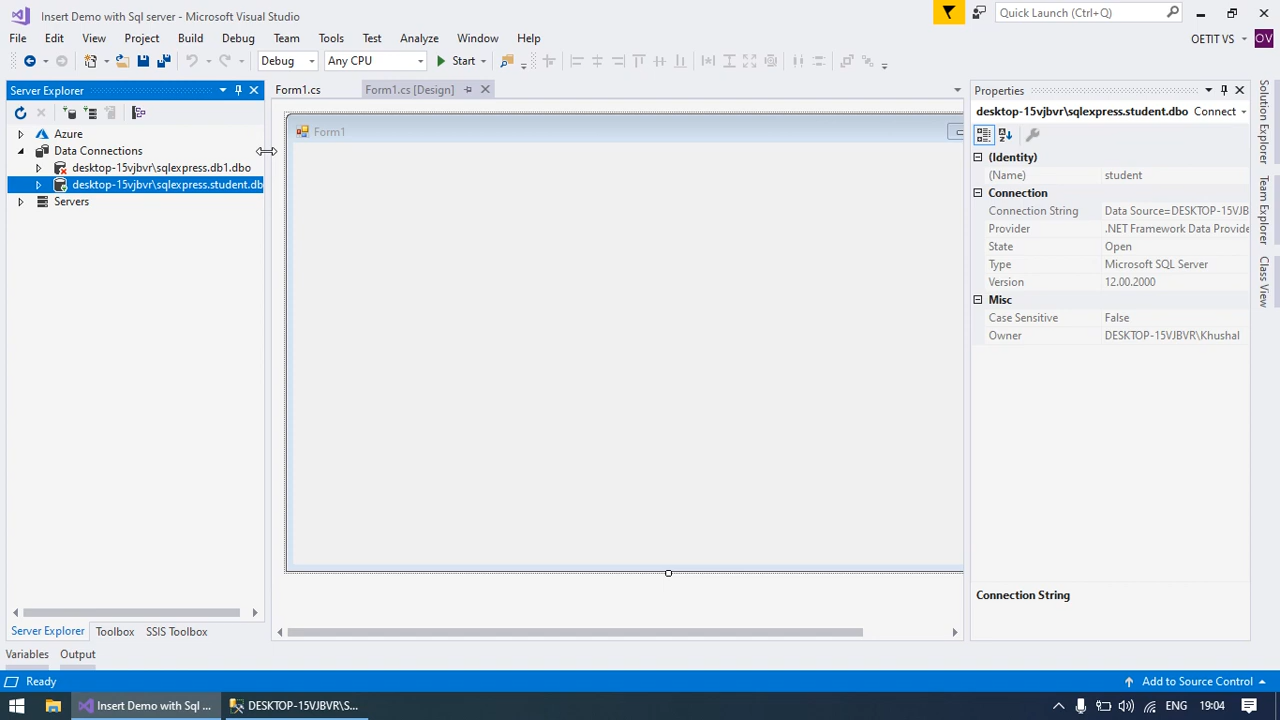 Insert Demo with Sql server - Microsoft Visual Studio
Quick Launch (Ctrl+Q)
File Edit View Project Build Debug Team Tools Test Analyze Window Help
OETIT VS OV
Debug Any CPU Start
Server Explorer
Form1.cs Form1.cs [Design]
Properties
desktop-15vjbvr\sqlexpress.student.dbo Connect
Azure
Data Connections
desktop-15vjbvr\sqlexpress.db1.dbo
desktop-15vjbvr\sqlexpress.student.db
Servers
Form1
(Identity)
(Name) student
Connection
Connection String Data Source=DESKTOP-15VJB
Provider .NET Framework Data Provide
State Open
Type Microsoft SQL Server
Version 12.00.2000
Misc
Case Sensitive False
Owner DESKTOP-15VJBVR\Khushal
Connection String
Solution Explorer
Team Explorer
Class View
Server Explorer Toolbox SSIS Toolbox
Variables Output
Ready
Add to Source Control
Insert Demo with Sql ...
DESKTOP-15VJBVR\S...
ENG 19:04